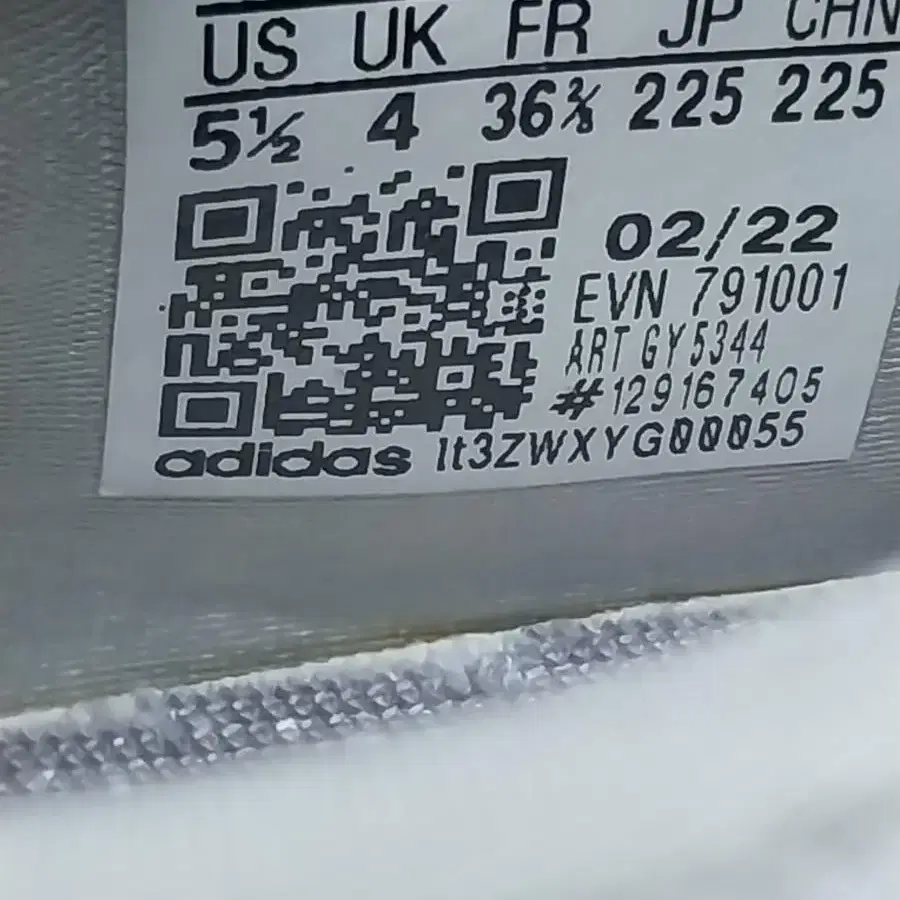 US UK FR JP CHN
5½ 4 36⅔ 225 225
02/22
EVN 791001
ART GY5344
#129167405
adidas 1t3ZWXYG00055